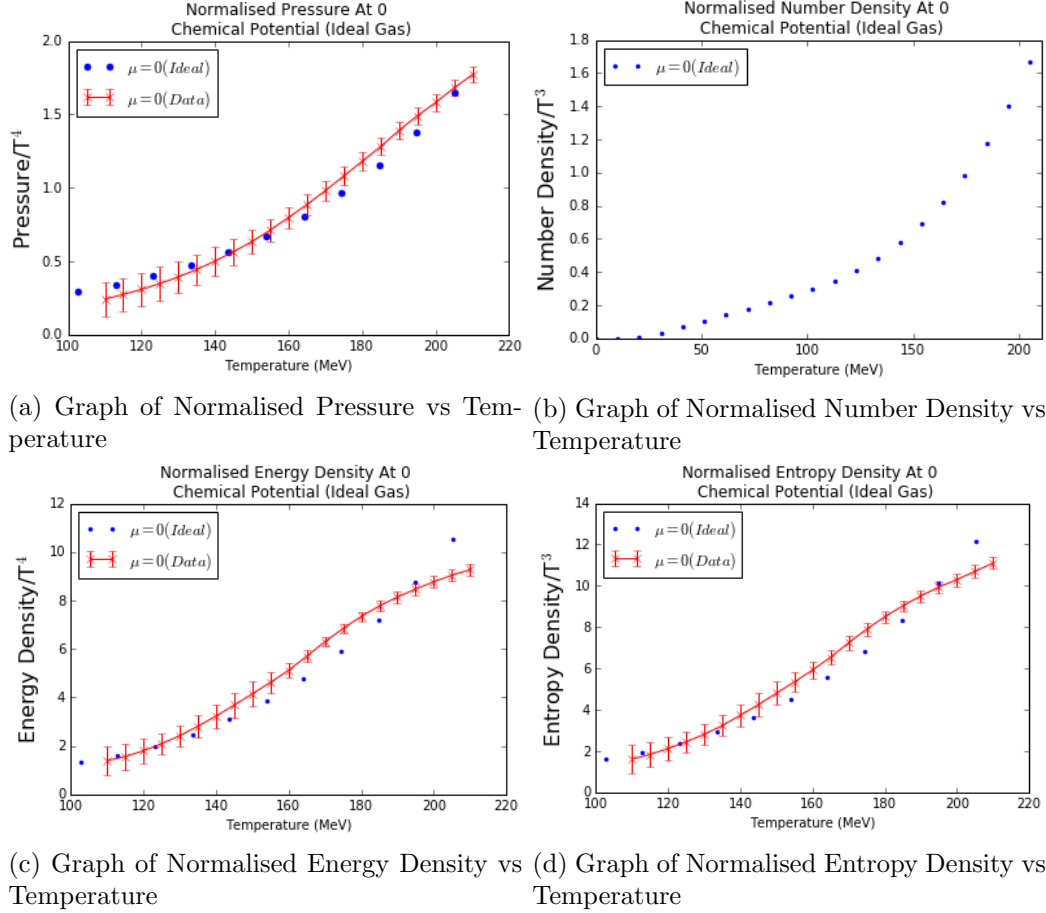 Normalised Pressure At 0
Chemical Potential (Ideal Gas)
2.0
1.5
1.0
0.5
0.0
Pressure/T^4
μ=0(Ideal)
μ=0(Data)
100 120 140 160 180 200 220
Temperature (MeV)
(a) Graph of Normalised Pressure vs Tem-
perature
Normalised Number Density At 0
Chemical Potential (Ideal Gas)
1.8
1.6
1.4
1.2
1.0
0.8
0.6
0.4
0.2
0.0
Number Density/T^3
μ=0(Ideal)
0 50 100 150 200
Temperature (MeV)
(b) Graph of Normalised Number Density vs
Temperature
Normalised Energy Density At 0
Chemical Potential (Ideal Gas)
12
10
8
6
4
2
0
Energy Density/T^4
μ=0(Ideal)
μ=0(Data)
100 120 140 160 180 200 220
Temperature (MeV)
(c) Graph of Normalised Energy Density vs
Temperature
Normalised Entropy Density At 0
Chemical Potential (Ideal Gas)
14
12
10
8
6
4
2
0
Entropy Density/T^3
μ=0(Ideal)
μ=0(Data)
100 120 140 160 180 200 220
Temperature (MeV)
(d) Graph of Normalised Entropy Density vs
Temperature